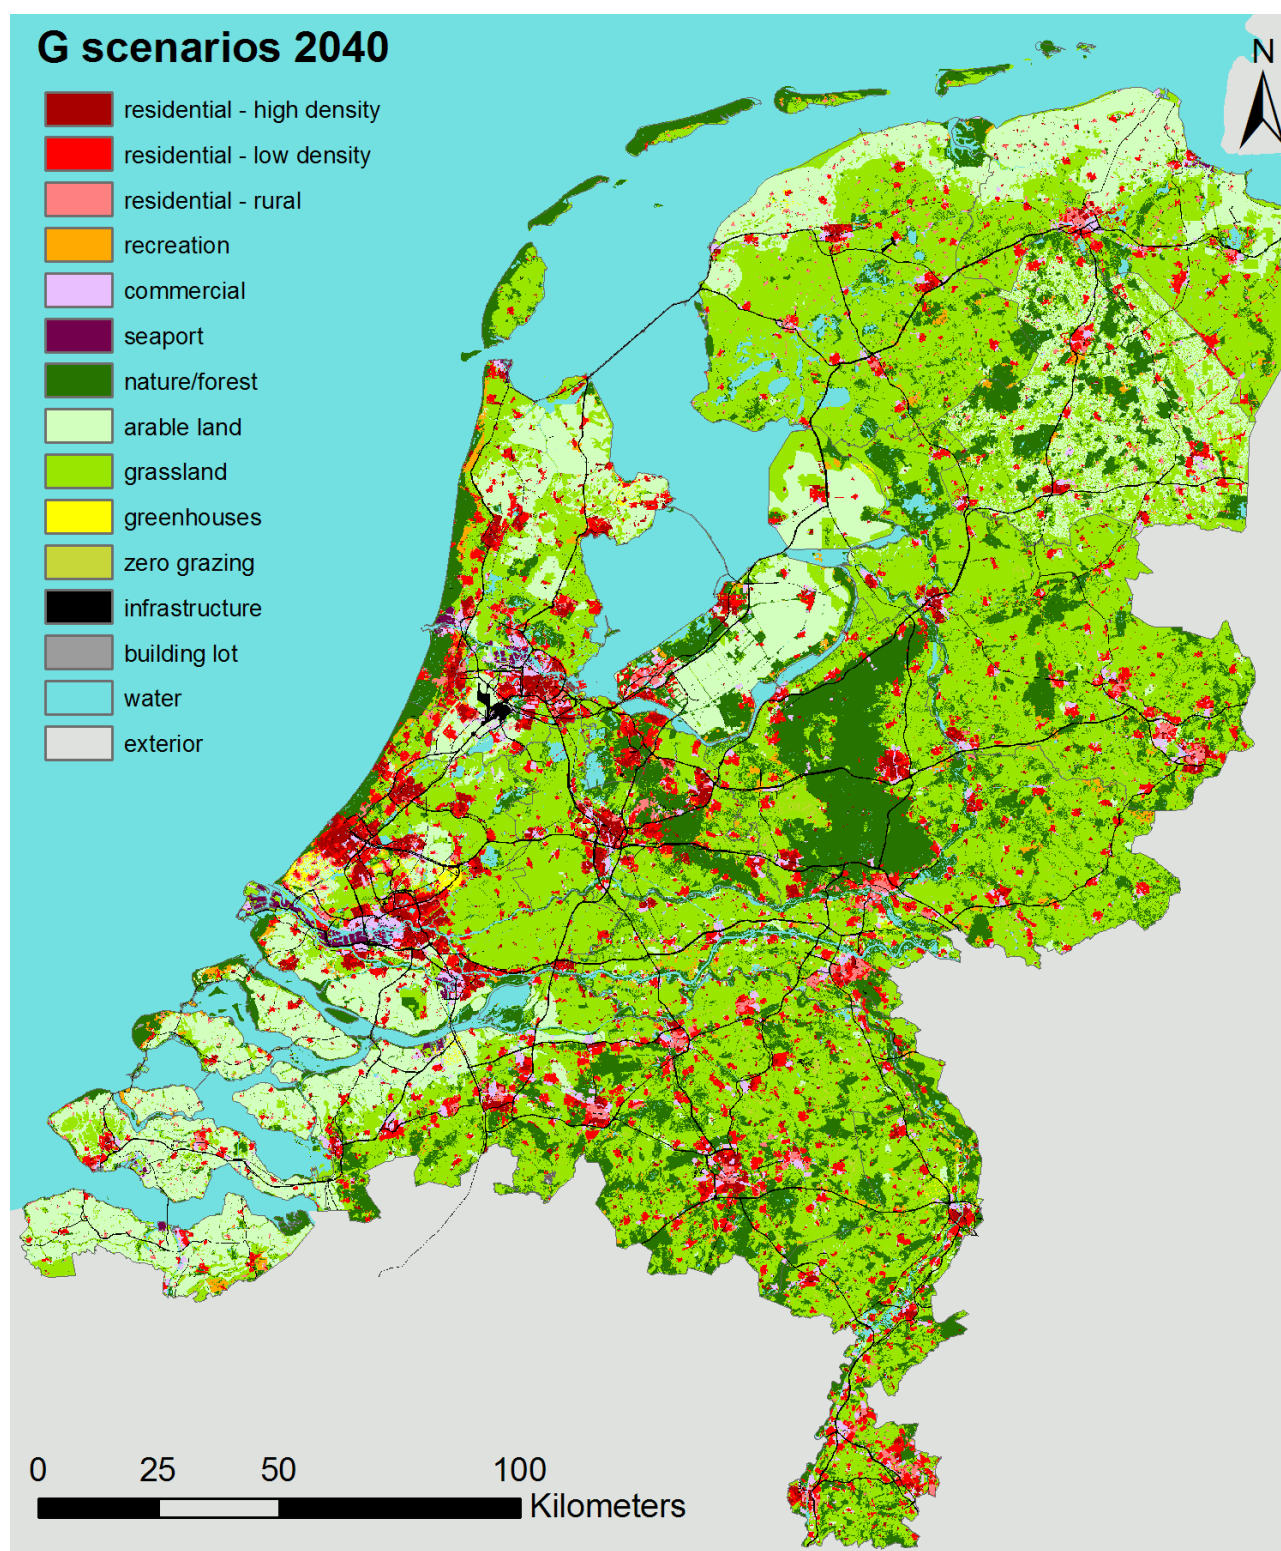 G scenarios 2040
N
residential - high density
residential - low density
residential - rural
recreation
commercial
seaport
nature/forest
arable land
grassland
greenhouses
zero grazing
infrastructure
building lot
water
exterior
0 25 50 100
Kilometers